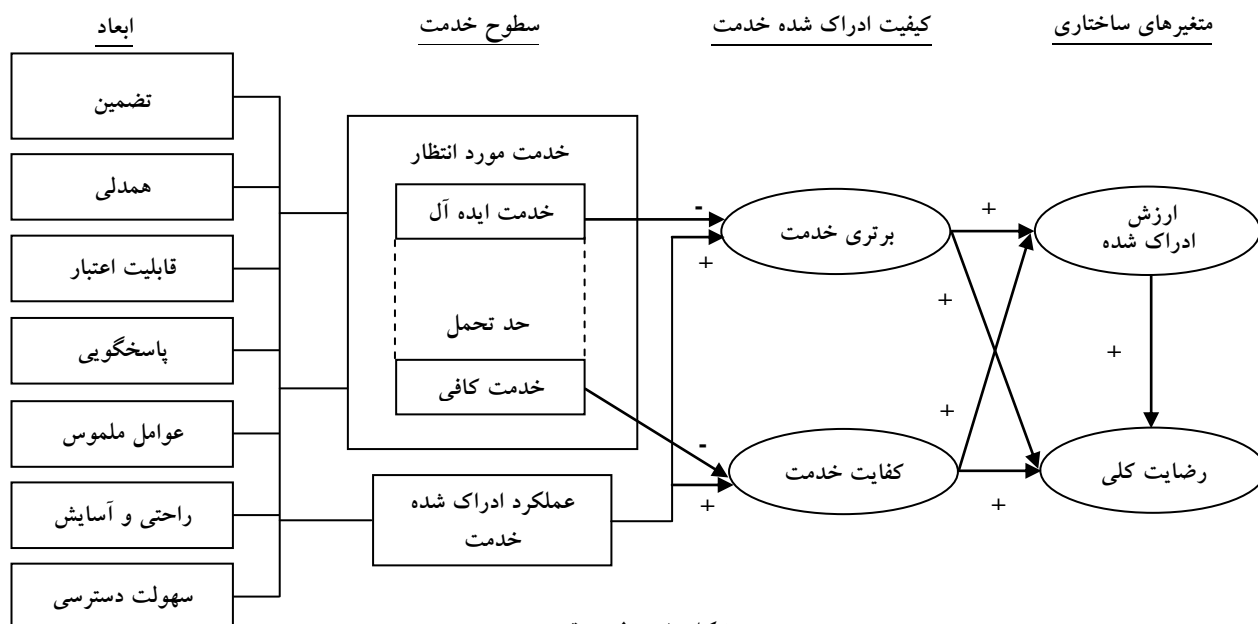 متغیرهای ساختاری
کیفیت ادراک شده خدمت
سطوح خدمت
ابعاد
تضمین
همدلی
قابلیت اعتبار
پاسخگویی
عوامل ملموس
راحتی و آسایش
سهولت دسترسی
خدمت مورد انتظار
خدمت ایده آل
حد تحمل
خدمت کافی
عملکرد ادراک شده
خدمت
-
+
-
+
برتری خدمت
کفایت خدمت
+
+
+
+
ارزش
ادراک شده
+
رضایت کلی